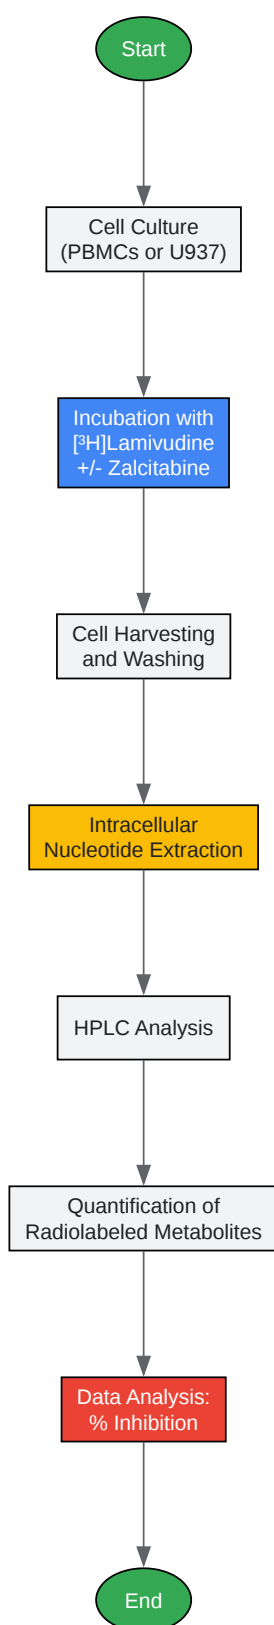 Start
Cell Culture
(PBMCs or U937)
Incubation with
[³H]Lamivudine
+/- Zalcitabine
Cell Harvesting
and Washing
Intracellular
Nucleotide Extraction
HPLC Analysis
Quantification of
Radiolabeled Metabolites
Data Analysis:
% Inhibition
End